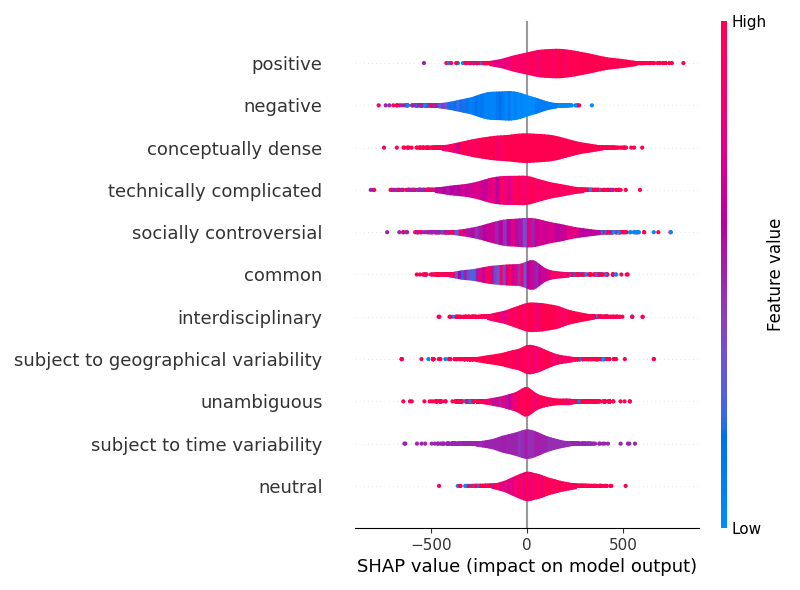 High
positive
negative
conceptually dense
technically complicated
socially controversial
common
interdisciplinary
subject to geographical variability
unambiguous
subject to time variability
neutral
Feature value
Low
−500 0 500
SHAP value (impact on model output)